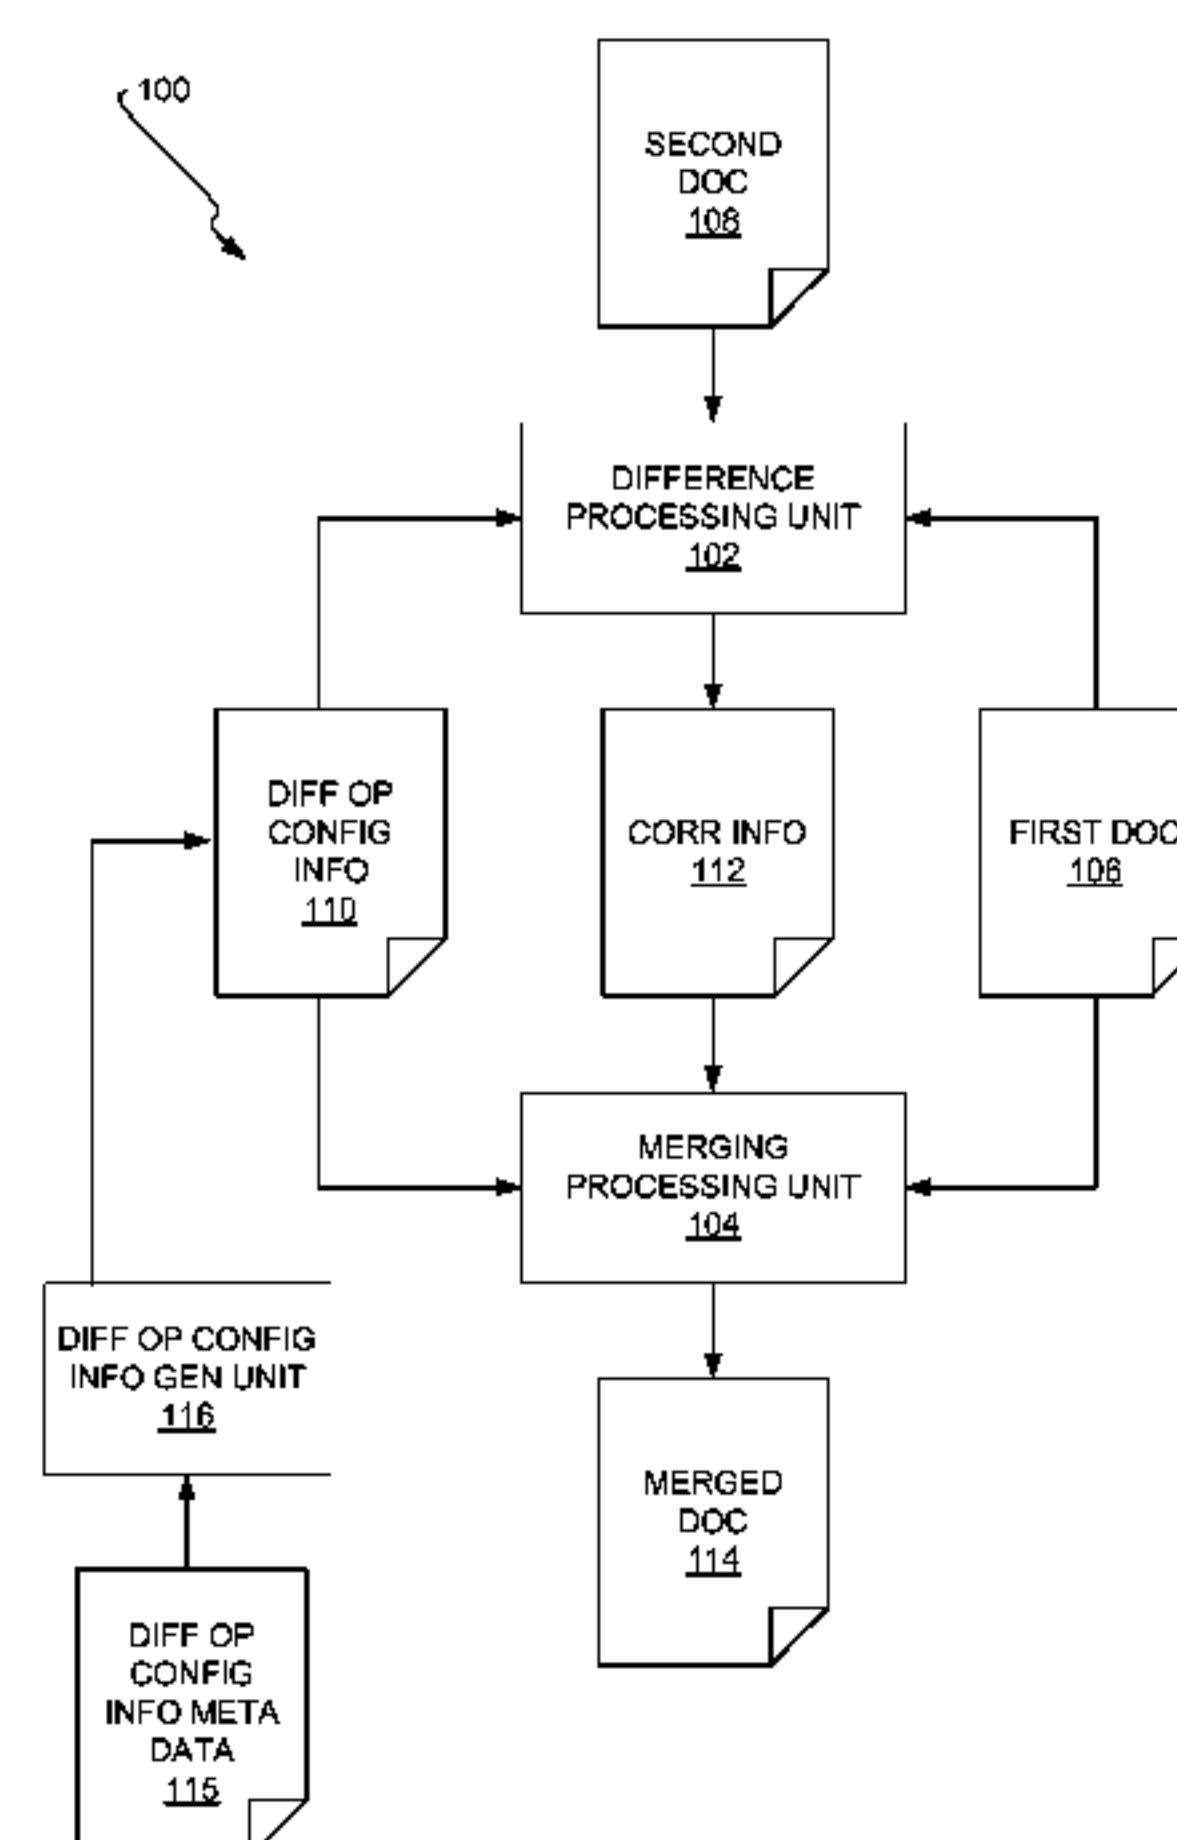 100
SECOND
DOC
108
DIFFERENCE
PROCESSING UNIT
102
DIFF OP
CONFIG
INFO
110
CORR INFO
112
FIRST DOC
106
MERGING
PROCESSING UNIT
104
DIFF OP CONFIG
INFO GEN UNIT
116
MERGED
DOC
114
DIFF OP
CONFIG
INFO META
DATA
115